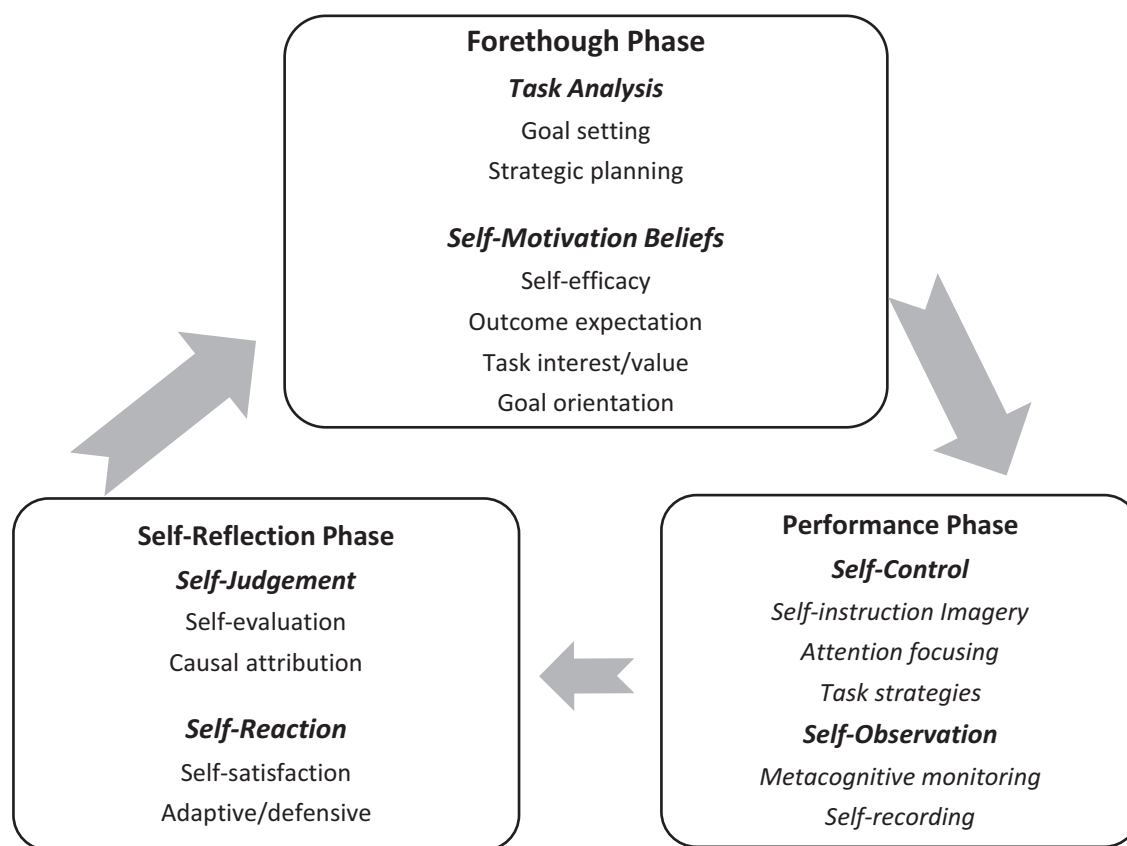 Forethough Phase
Task Analysis
Goal setting
Strategic planning
Self-Motivation Beliefs
Self-efficacy
Outcome expectation
Task interest/value
Goal orientation
Performance Phase
Self-Control
Self-instruction Imagery
Attention focusing
Task strategies
Self-Observation
Metacognitive monitoring
Self-recording
Self-Reflection Phase
Self-Judgement
Self-evaluation
Causal attribution
Self-Reaction
Self-satisfaction
Adaptive/defensive